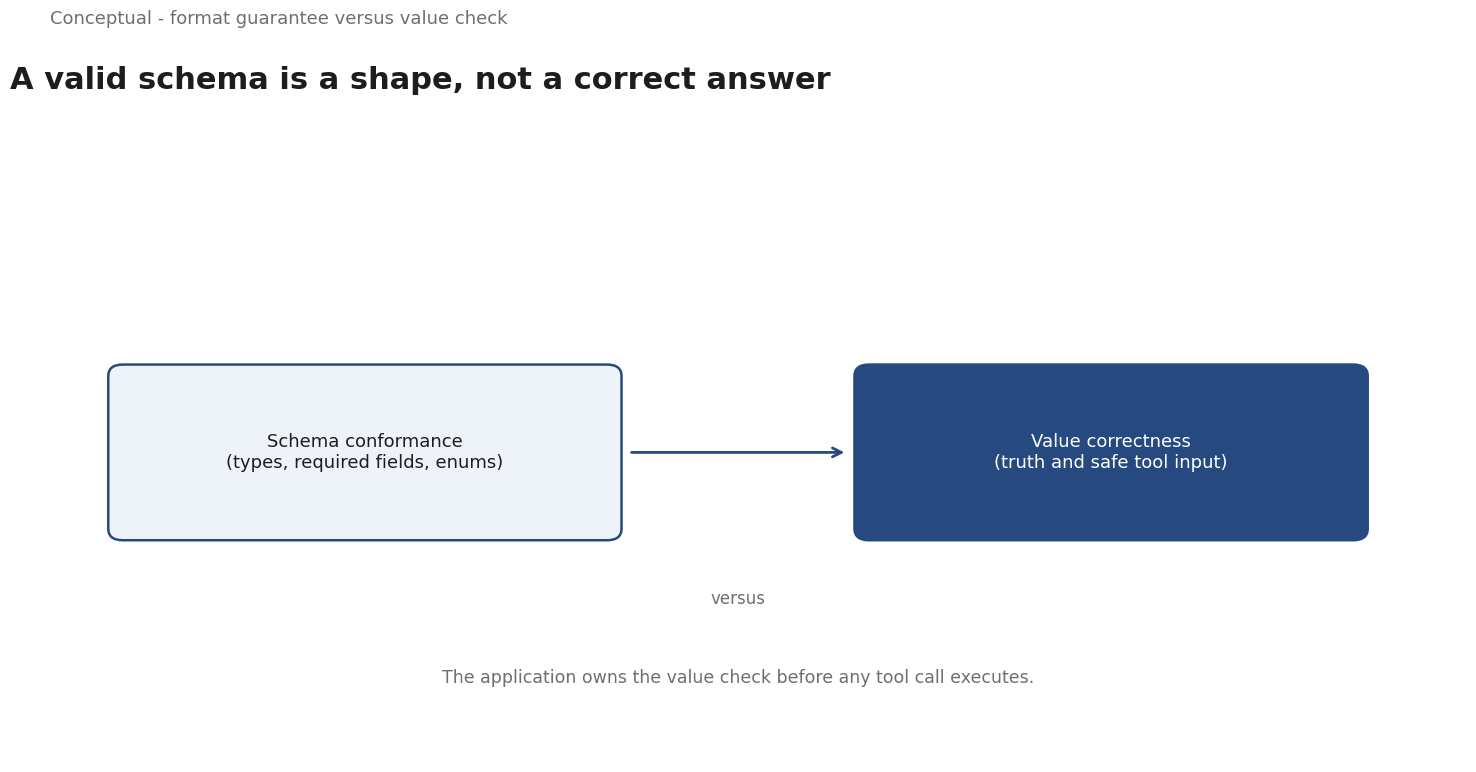 Conceptual - format guarantee versus value check
A valid schema is a shape, not a correct answer
Schema conformance
(types, required fields, enums)
Value correctness
(truth and safe tool input)
versus
The application owns the value check before any tool call executes.